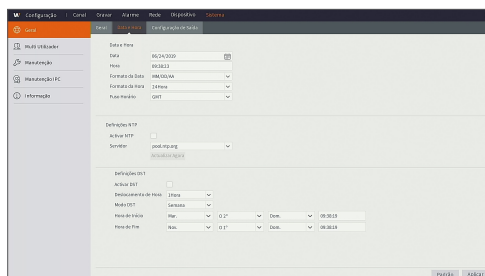 W Configuração | Canal Gravar Alarme Rede Dispositivo Sistema
Geral Geral Data e Hora Configuração de Saída
Multi Utilizador
Manutenção
Manutenção IPC
Informação
Data e Hora
Data 06/24/2019
Hora 09:38:23
Formato da Data MM/DD/AA
Formato da Hora 24Hora
Fuso Horário GMT
Definições NTP
Activar NTP
Servidor pool.ntp.org
Actualizar Agora
Definições DST
Activar DST
Deslocamento de Hora 1Hora
Modo DST Semana
Hora de Início Mar. O 2° Dom. 09:38:19
Hora de Fim Nov. O 1° Dom. 09:38:19
Padrão Aplicar